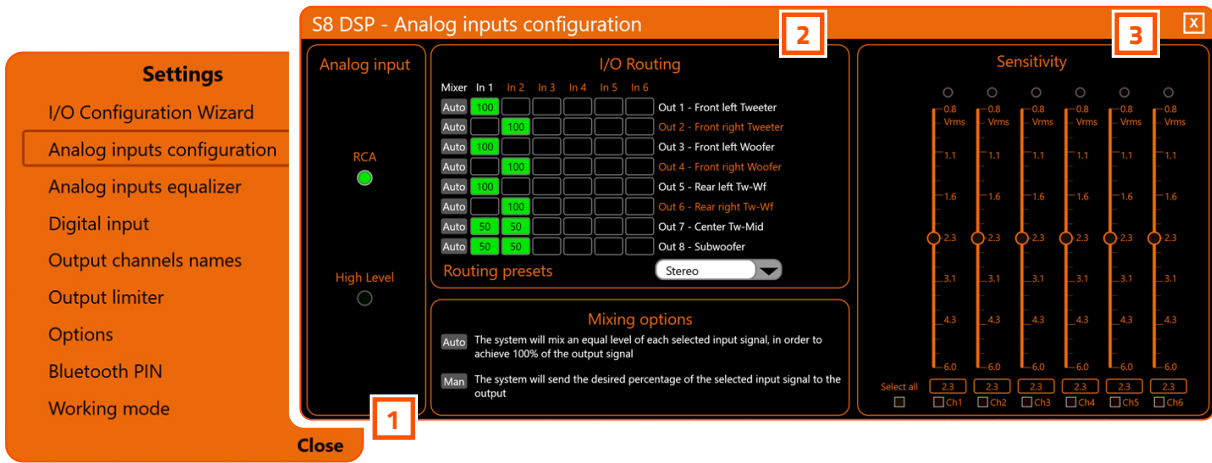 Settings
I/O Configuration Wizard
Analog inputs configuration
Analog inputs equalizer
Digital input
Output channels names
Output limiter
Options
Bluetooth PIN
Working mode
Close
S8 DSP - Analog inputs configuration
X
1
2
3
Analog input
RCA
High Level
I/O Routing
Mixer In 1 In 2 In 3 In 4 In 5 In 6
Auto 100 Out 1 - Front left Tweeter
Auto 100 Out 2 - Front right Tweeter
Auto 100 Out 3 - Front left Woofer
Auto 100 Out 4 - Front right Woofer
Auto 100 Out 5 - Rear left Tw-Wf
Auto 100 Out 6 - Rear right Tw-Wf
Auto 50 50 Out 7 - Center Tw-Mid
Auto 50 50 Out 8 - Subwoofer
Routing presets Stereo
Mixing options
Auto The system will mix an equal level of each selected input signal, in order to
achieve 100% of the output signal
Man The system will send the desired percentage of the selected input signal to the
output
Sensitivity
0.8 0.8 0.8 0.8 0.8 0.8
Vrms Vrms Vrms Vrms Vrms Vrms
1.1 1.1 1.1 1.1 1.1 1.1
1.6 1.6 1.6 1.6 1.6 1.6
2.3 2.3 2.3 2.3 2.3 2.3
3.1 3.1 3.1 3.1 3.1 3.1
4.3 4.3 4.3 4.3 4.3 4.3
6.0 6.0 6.0 6.0 6.0 6.0
Select all 2.3 2.3 2.3 2.3 2.3 2.3
Ch1 Ch2 Ch3 Ch4 Ch5 Ch6